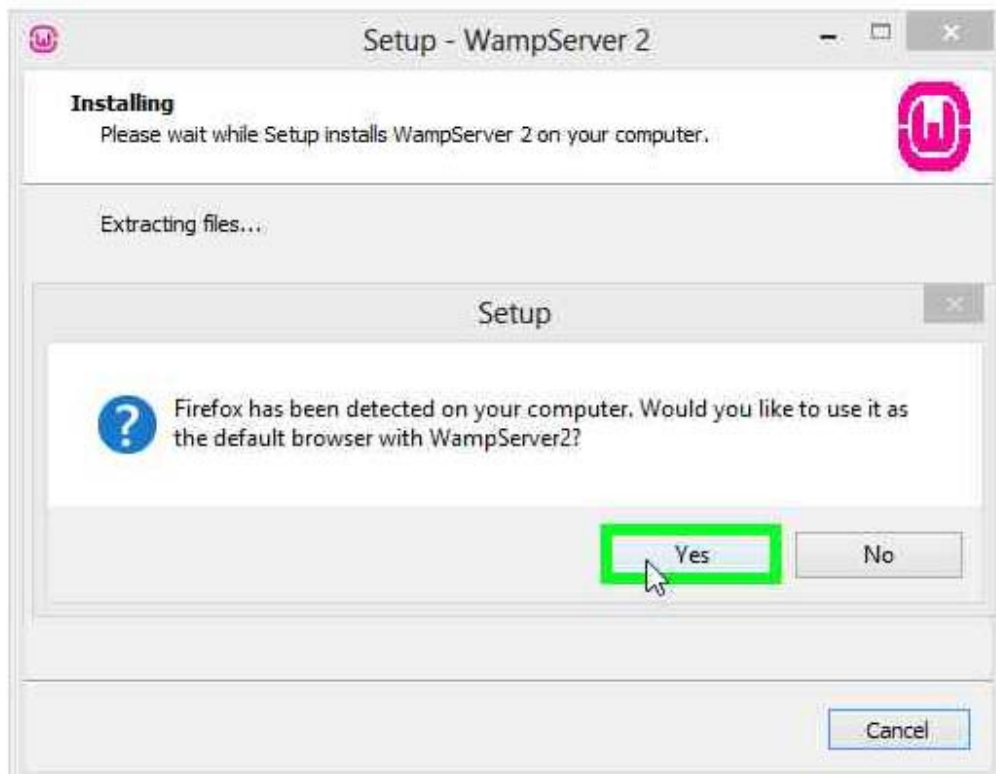 Setup - WampServer 2
Installing
Please wait while Setup installs WampServer 2 on your computer.
Extracting files...
Setup
Firefox has been detected on your computer. Would you like to use it as
the default browser with WampServer2?
Yes
No
Cancel